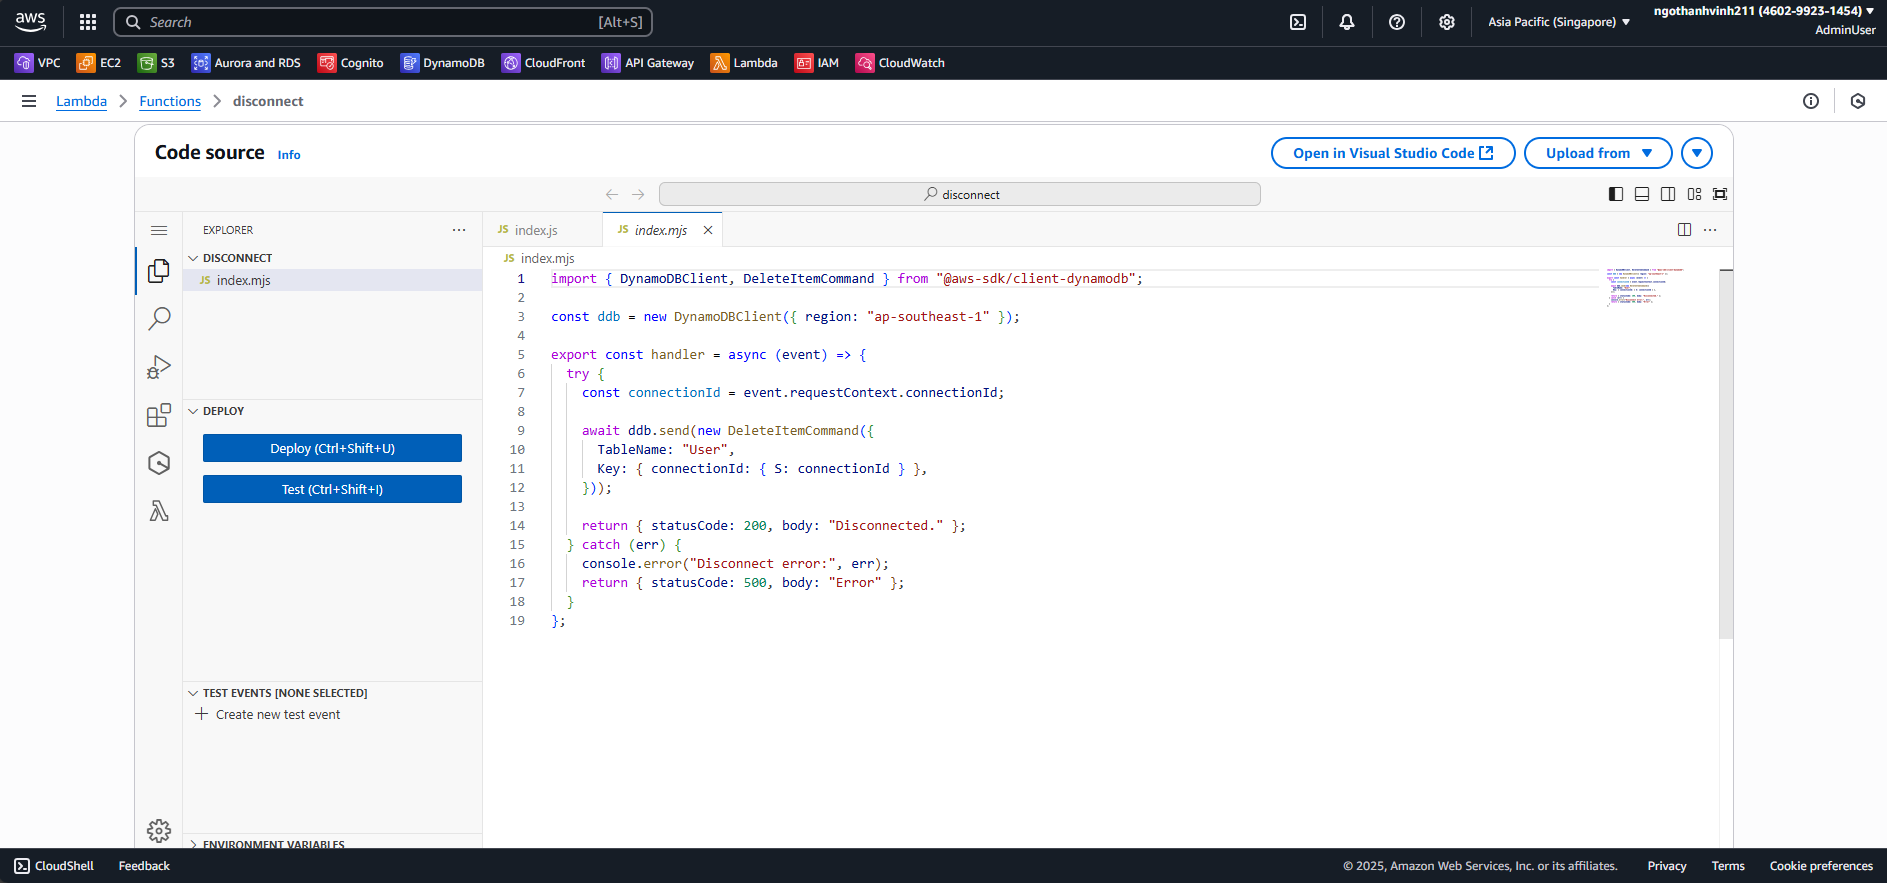 aws
Search [Alt+S]
Asia Pacific (Singapore)
ngothanhvinh211 (4602-9923-1454)
AdminUser
VPC EC2 S3 Aurora and RDS Cognito DynamoDB CloudFront API Gateway Lambda IAM CloudWatch
Lambda Functions disconnect
Code source Info
Open in Visual Studio Code
Upload from
disconnect
EXPLORER
DISCONNECT
JS index.mjs
DEPLOY
Deploy (Ctrl+Shift+U)
Test (Ctrl+Shift+I)
TEST EVENTS [NONE SELECTED]
Create new test event
ENVIRONMENT VARIABLES
JS index.js JS index.mjs
JS index.mjs
1 import { DynamoDBClient, DeleteItemCommand } from "@aws-sdk/client-dynamodb";
2
3 const ddb = new DynamoDBClient({ region: "ap-southeast-1" });
4
5 export const handler = async (event) => {
6 try {
7 const connectionId = event.requestContext.connectionId;
8
9 await ddb.send(new DeleteItemCommand({
10 TableName: "User",
11 Key: { connectionId: { S: connectionId } },
12 }));
13
14 return { statusCode: 200, body: "Disconnected." };
15 } catch (err) {
16 console.error("Disconnect error:", err);
17 return { statusCode: 500, body: "Error" };
18 }
19 };
CloudShell Feedback
© 2025, Amazon Web Services, Inc. or its affiliates. Privacy Terms Cookie preferences